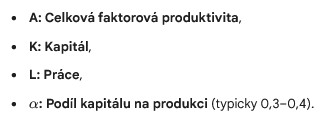 • A: Celková faktorová produktivita,
• K: Kapitál,
• L: Práce,
• α: Podíl kapitálu na produkci (typicky 0,3–0,4).